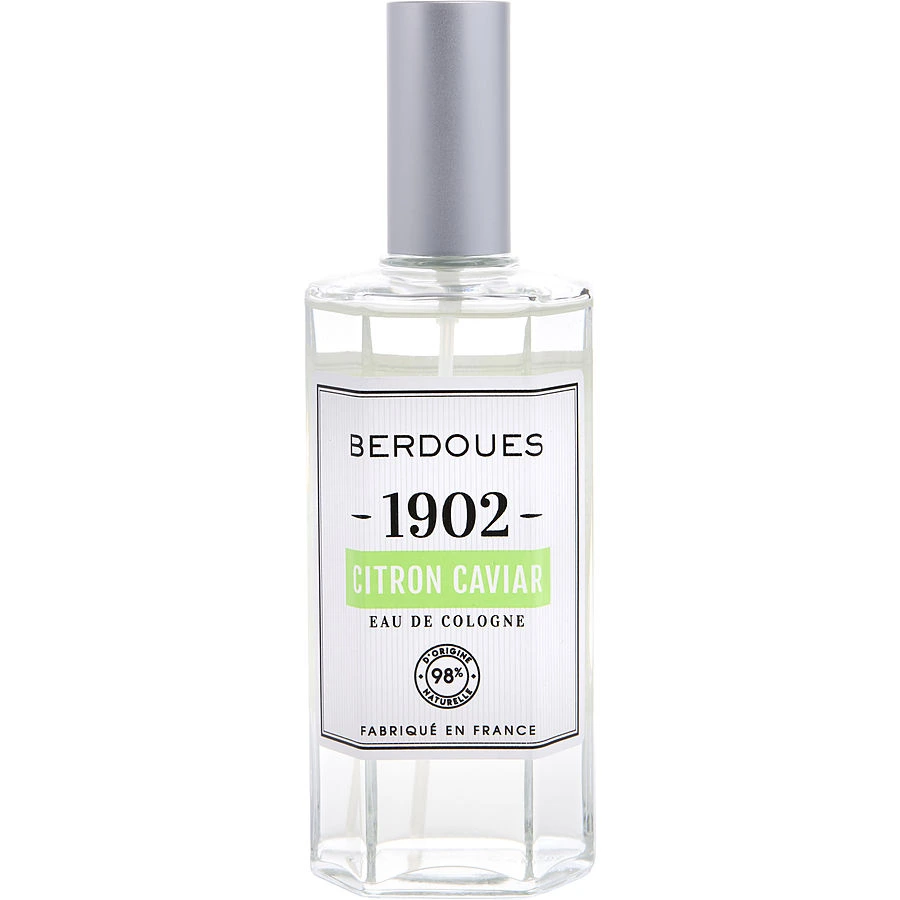 BERDOUES
-1902-
CITRON CAVIAR
EAU DE COLOGNE
D'ORIGINE
98%
NATURELLE
FABRIQUÉ EN FRANCE